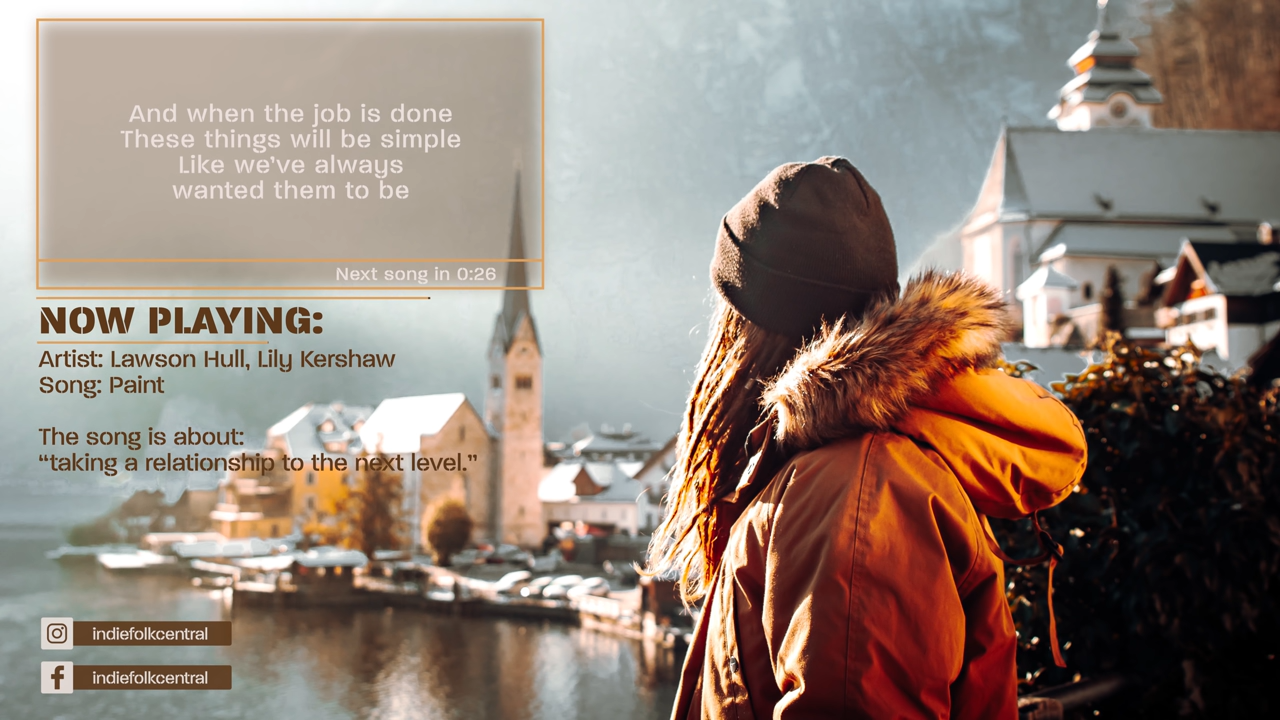 And when the job is done
These things will be simple
Like we've always
wanted them to be
Next song in 0:26
NOW PLAYING:
Artist: Lawson Hull, Lily Kershaw
Song: Paint
The song is about:
“taking a relationship to the next level.”
indiefolkcentral
indiefolkcentral